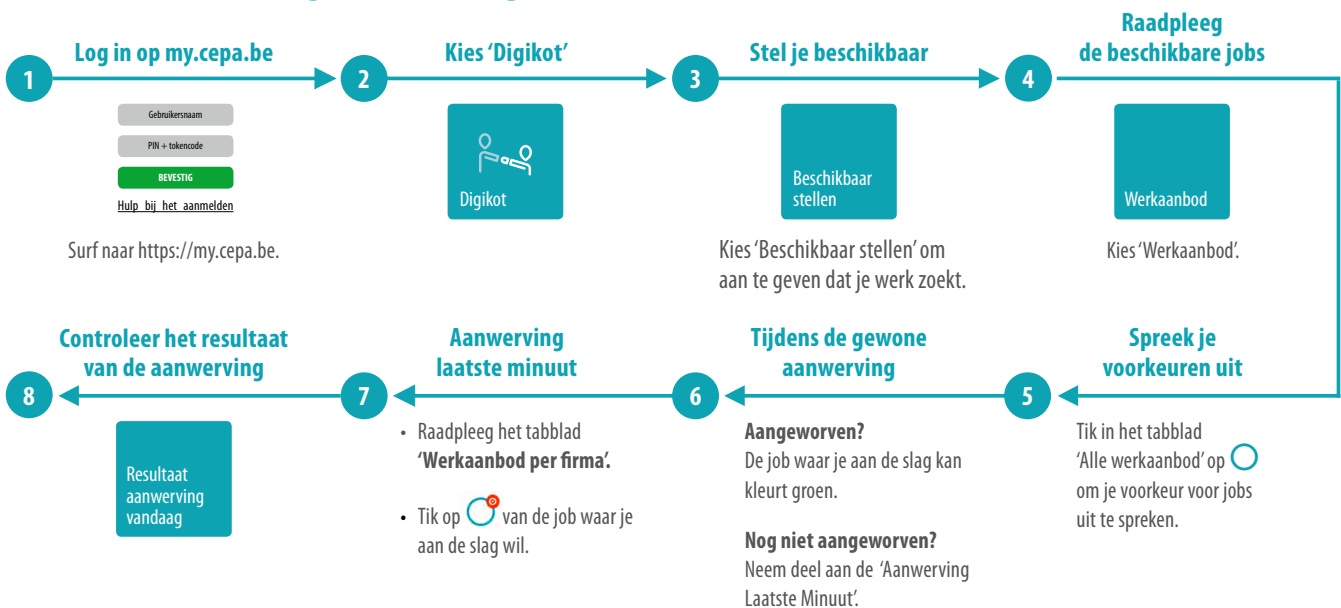 1
Log in op my.cepa.be
Gebruikersnaam
PIN + tokencode
BEVESTIG
Hulp bij het aanmelden
Surf naar https://my.cepa.be.
2
Kies ‘Digikot’
Digikot
3
Stel je beschikbaar
Beschikbaar
stellen
Kies ‘Beschikbaar stellen’ om
aan te geven dat je werk zoekt.
4
Raadpleeg
de beschikbare jobs
Werkaanbod
Kies ‘Werkaanbod’.
5
Spreek je
voorkeuren uit
Tik in het tabblad
‘Alle werkaanbod’ op
om je voorkeur voor jobs
uit te spreken.
6
Tijdens de gewone
aanwerving
Aangeworven?
De job waar je aan de slag kan
kleurt groen.
Nog niet aangeworven?
Neem deel aan de ‘Aanwerving
Laatste Minuut’.
7
Aanwerving
laatste minuut
• Raadpleeg het tabblad
‘Werkaanbod per firma’.
• Tik op van de job waar je
aan de slag wil.
8
Controleer het resultaat
van de aanwerving
Resultaat
aanwerving
vandaag